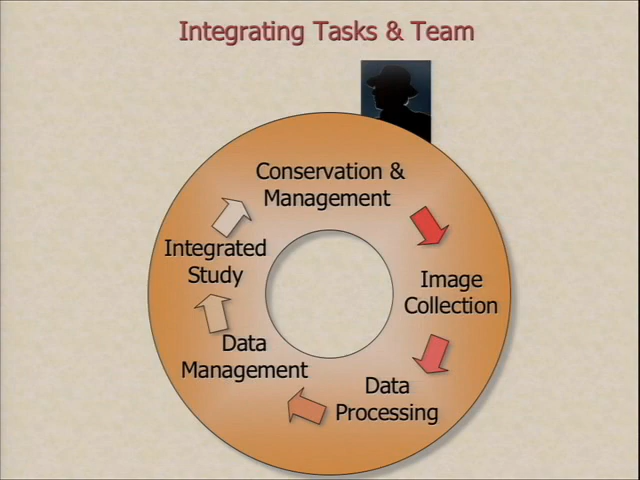 Integrating Tasks & Team
Conservation &
Management
Image
Collection
Data
Processing
Data
Management
Integrated
Study